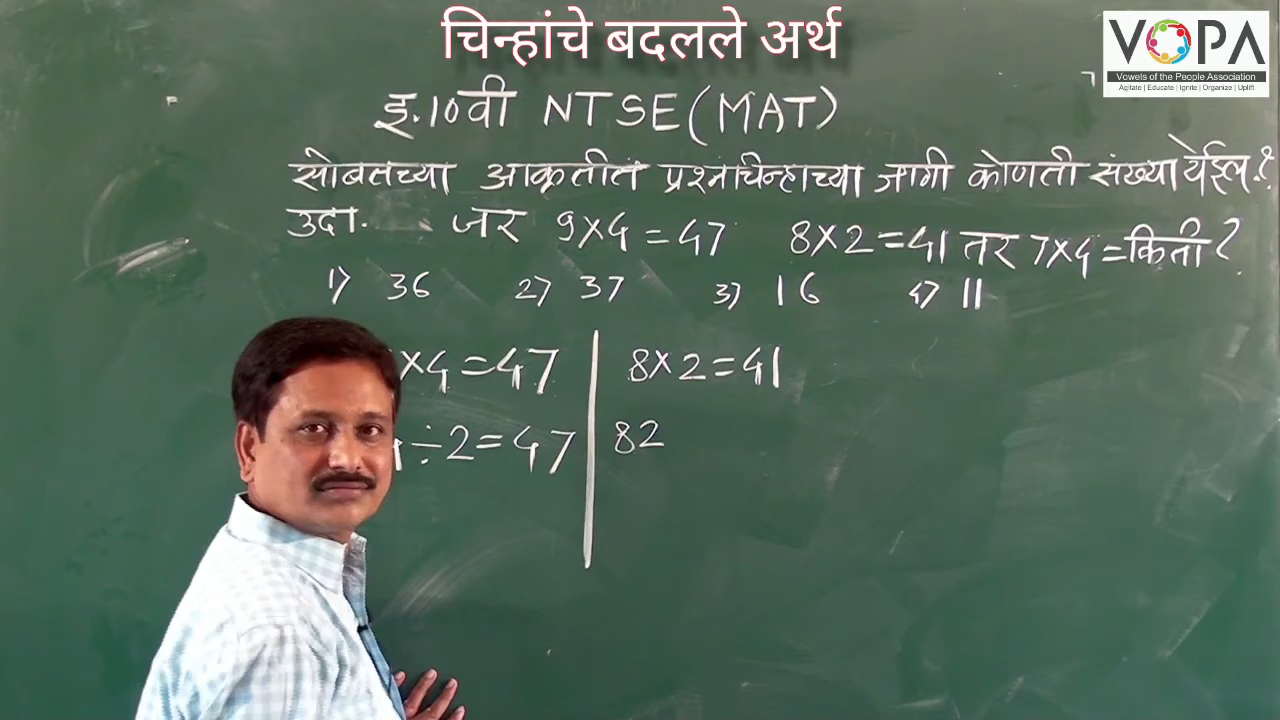 चिन्हांचे बदलले अर्थ
VOPA
Vowels of the People Association
Agitate | Educate | Ignite | Organize | Uplift
इ.10वी NTSE (MAT)
सोबतच्या आकृतीत प्रश्नचिन्हाच्या जागी कोणती संख्या येईल.?
उदा. जर 9×4=47 8×2=41 तर 7×4=किती?
1) 36 2) 37 3) 16 4) 11
×4=47 8×2=41
÷2=47 82